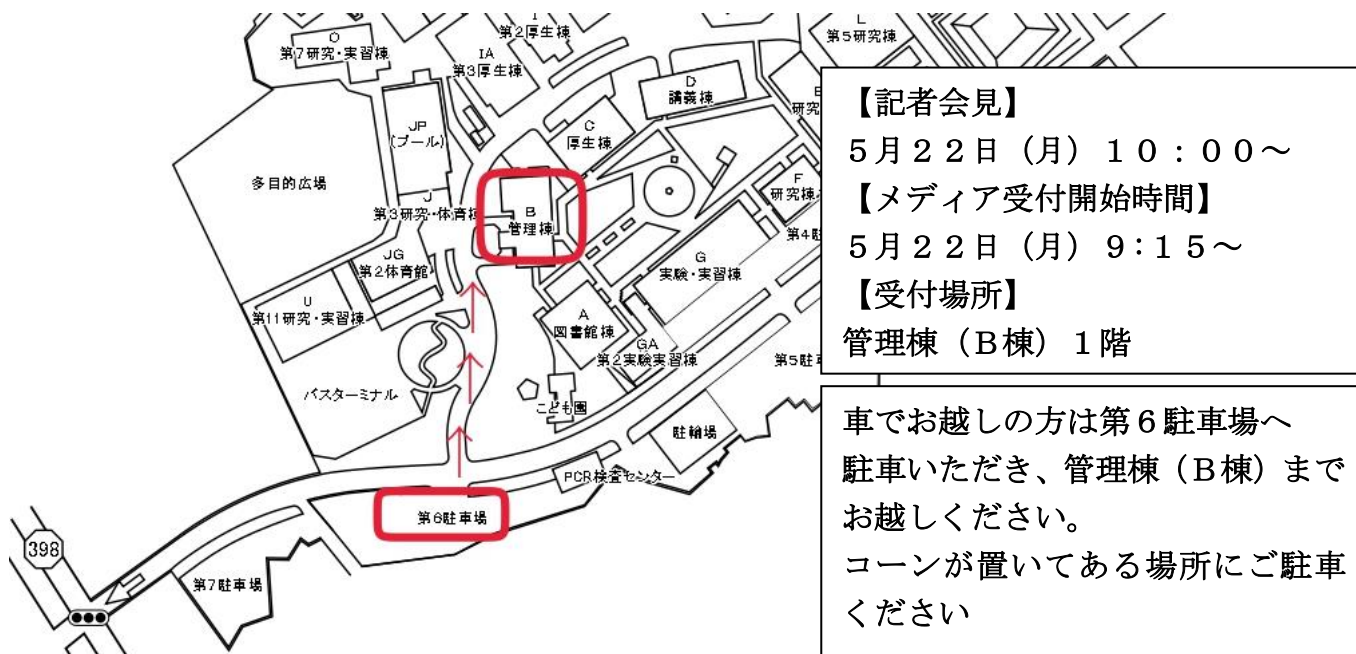 O
第7研究・実習棟
IA
第3厚生棟
I
第2厚生棟
L
第5研究棟
JP
(プール)
C
厚生棟
D
講義棟
多目的広場
J
第3研究・体育棟
B
管理棟
F
JG
第2体育館
G
実験・実習棟
U
第11研究・実習棟
A
図書館棟
GA
第2実験実習棟
バスターミナル
こども園
駐輪場
PCR検査センター
第6駐車場
398
第7駐車場
【記者会見】
5月22日（月）10：00～
【メディア受付開始時間】
5月22日（月）9：15～
【受付場所】
管理棟（B棟）1階
車でお越しの方は第6駐車場へ
駐車いただき、管理棟（B棟）まで
お越しください。
コーンが置いてある場所にご駐車
ください